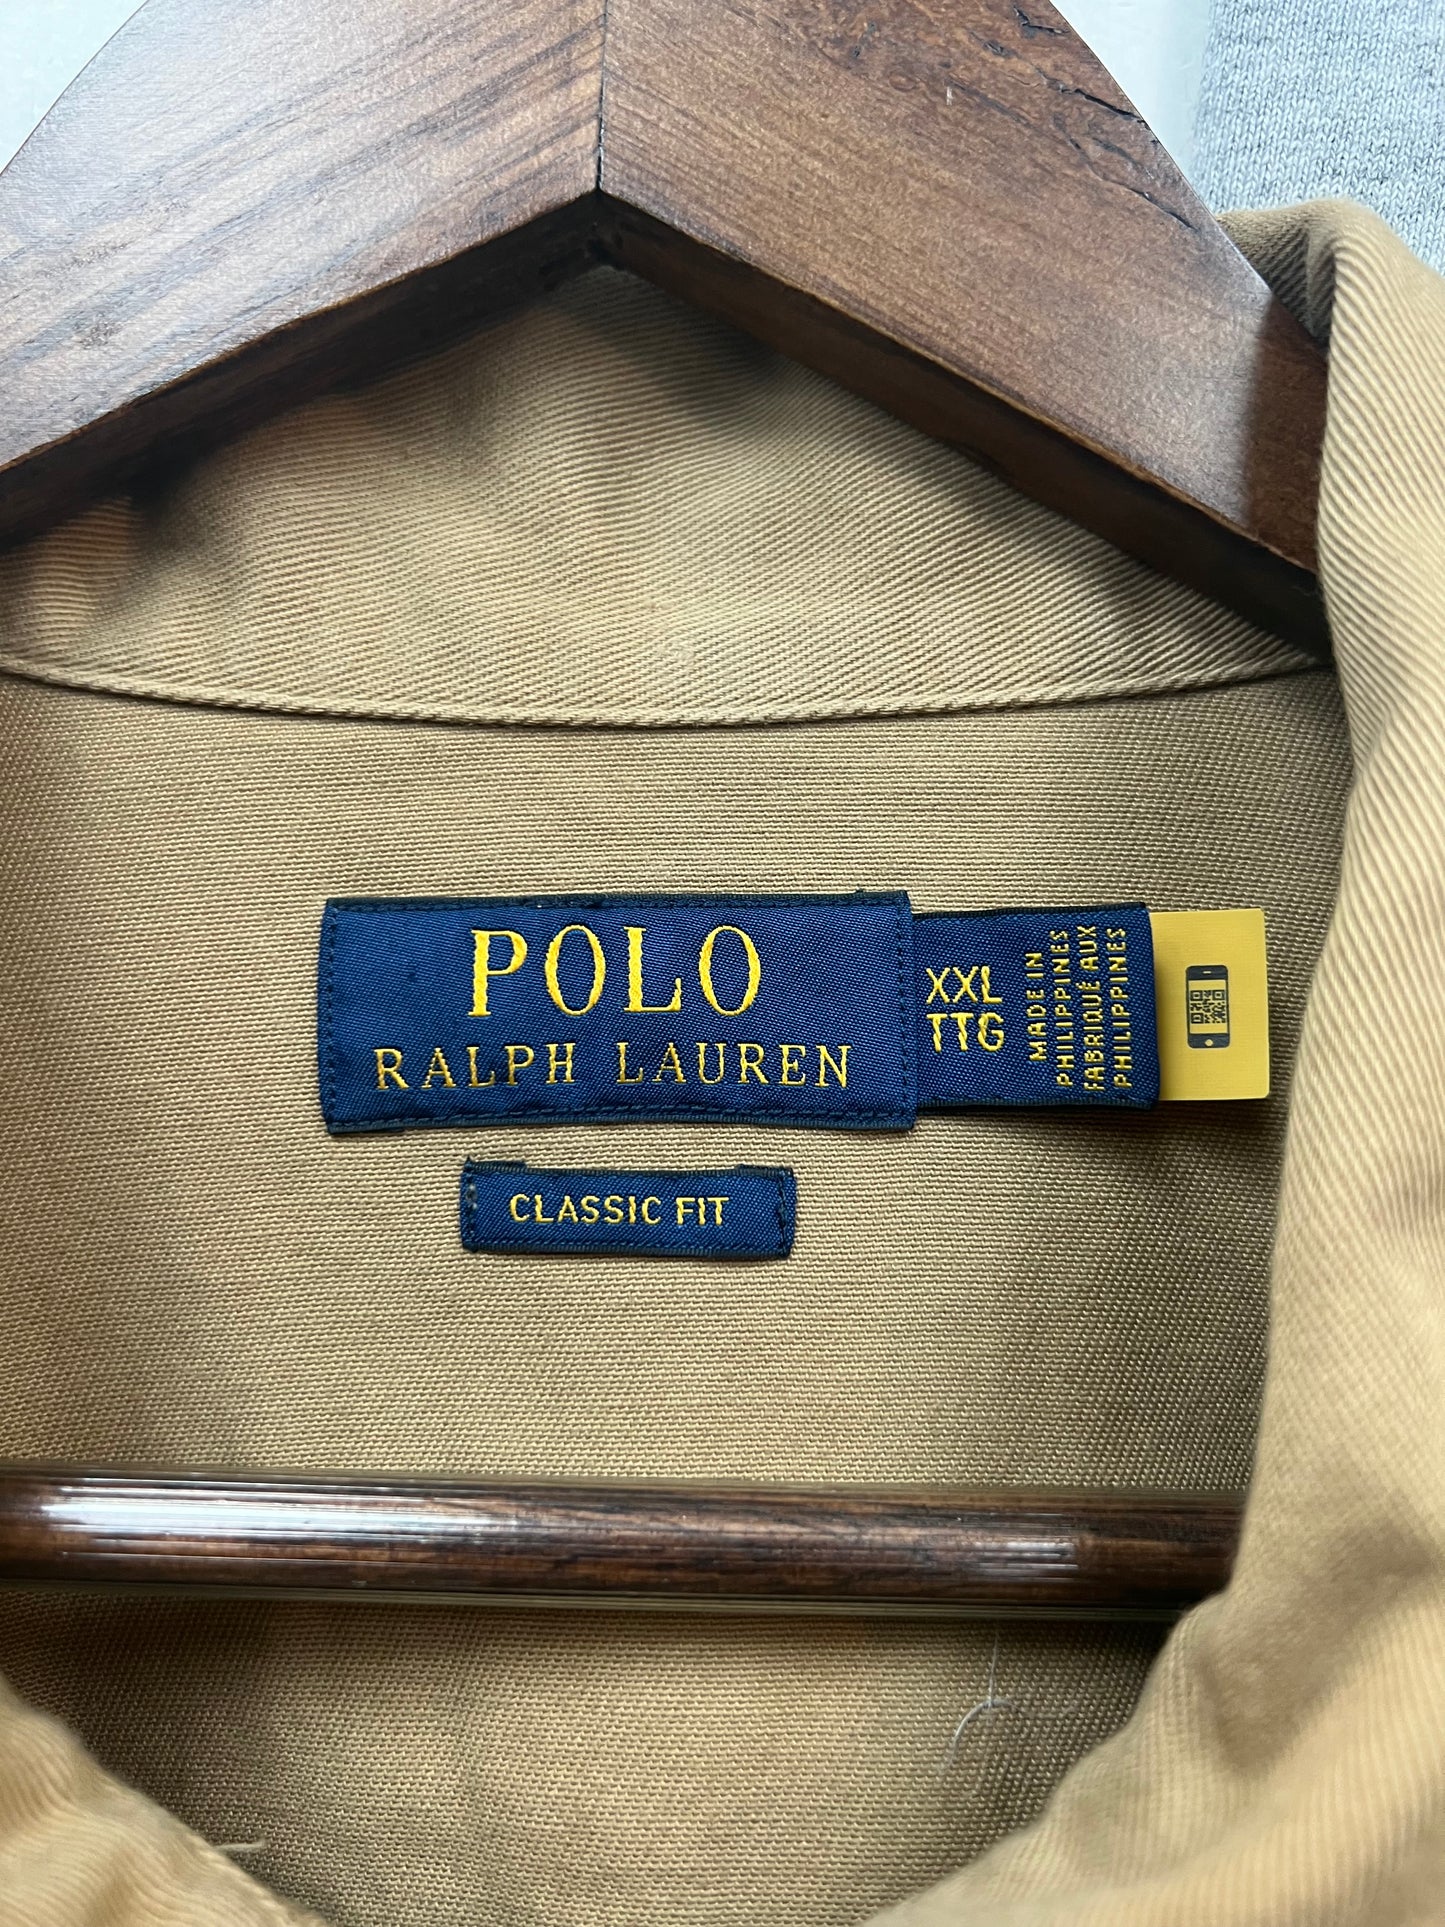 POLO
RALPH LAUREN
XXL
TTG
MADE IN
PHILIPPINES
FABRIQUÉ AUX
PHILIPPINES
CLASSIC FIT